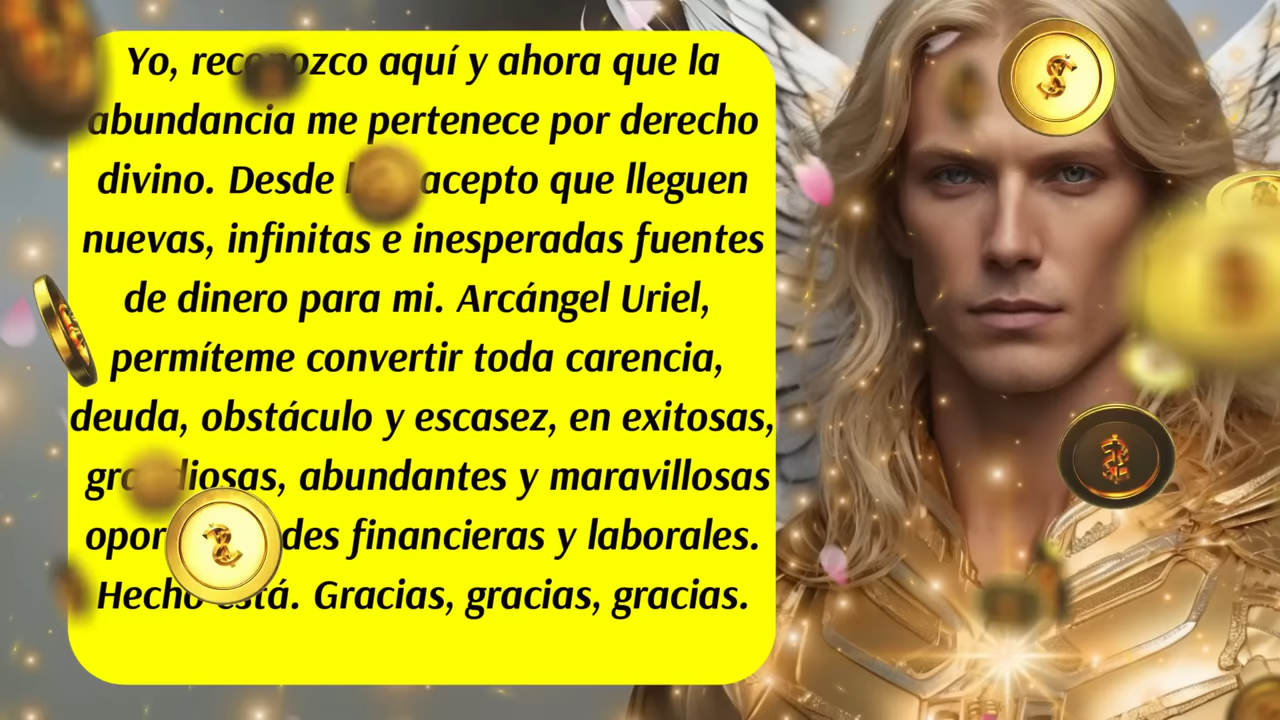 Yo, reconozco aquí y ahora que la
abundancia me pertenece por derecho
divino. Desde acepto que lleguen
nuevas, infinitas e inesperadas fuentes
de dinero para mi. Arcángel Uriel,
permíteme convertir toda carencia,
deuda, obstáculo y escasez, en exitosas,
grandiosas, abundantes y maravillosas
oportunidades financieras y laborales.
Hecho está. Gracias, gracias, gracias.